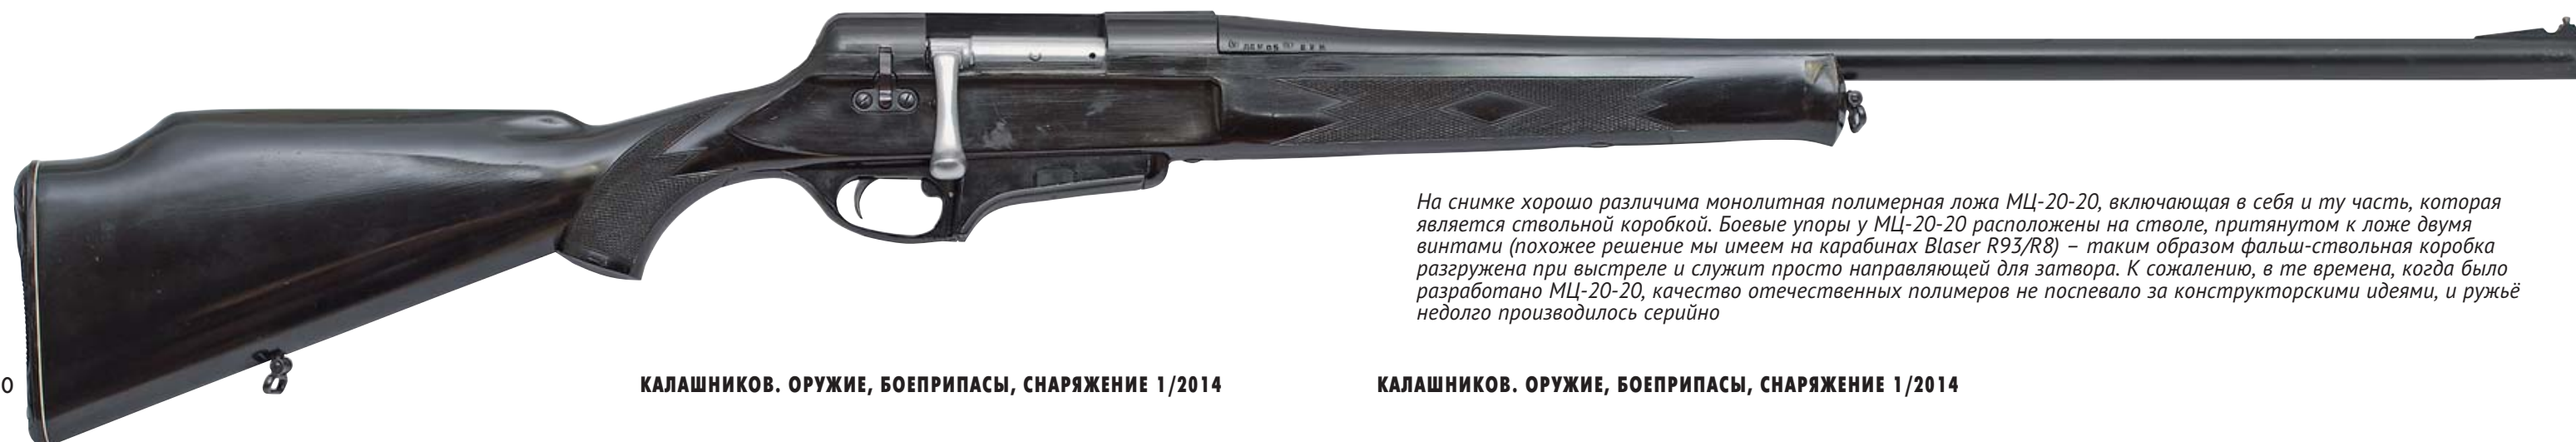 На снимке хорошо различима монолитная полимерная ложа МЦ-20-20, включающая в себя и ту часть, которая
является ствольной коробкой. Боевые упоры у МЦ-20-20 расположены на стволе, притянутом к ложе двумя
винтами (похожее решение мы имеем на карабинах Blaser R93/R8) – таким образом фальш-ствольная коробка
разгружена при выстреле и служит просто направляющей для затвора. К сожалению, в те времена, когда было
разработано МЦ-20-20, качество отечественных полимеров не поспевало за конструкторскими идеями, и ружьё
недолго производилось серийно
0
КАЛАШНИКОВ. ОРУЖИЕ, БОЕПРИПАСЫ, СНАРЯЖЕНИЕ 1/2014
КАЛАШНИКОВ. ОРУЖИЕ, БОЕПРИПАСЫ, СНАРЯЖЕНИЕ 1/2014